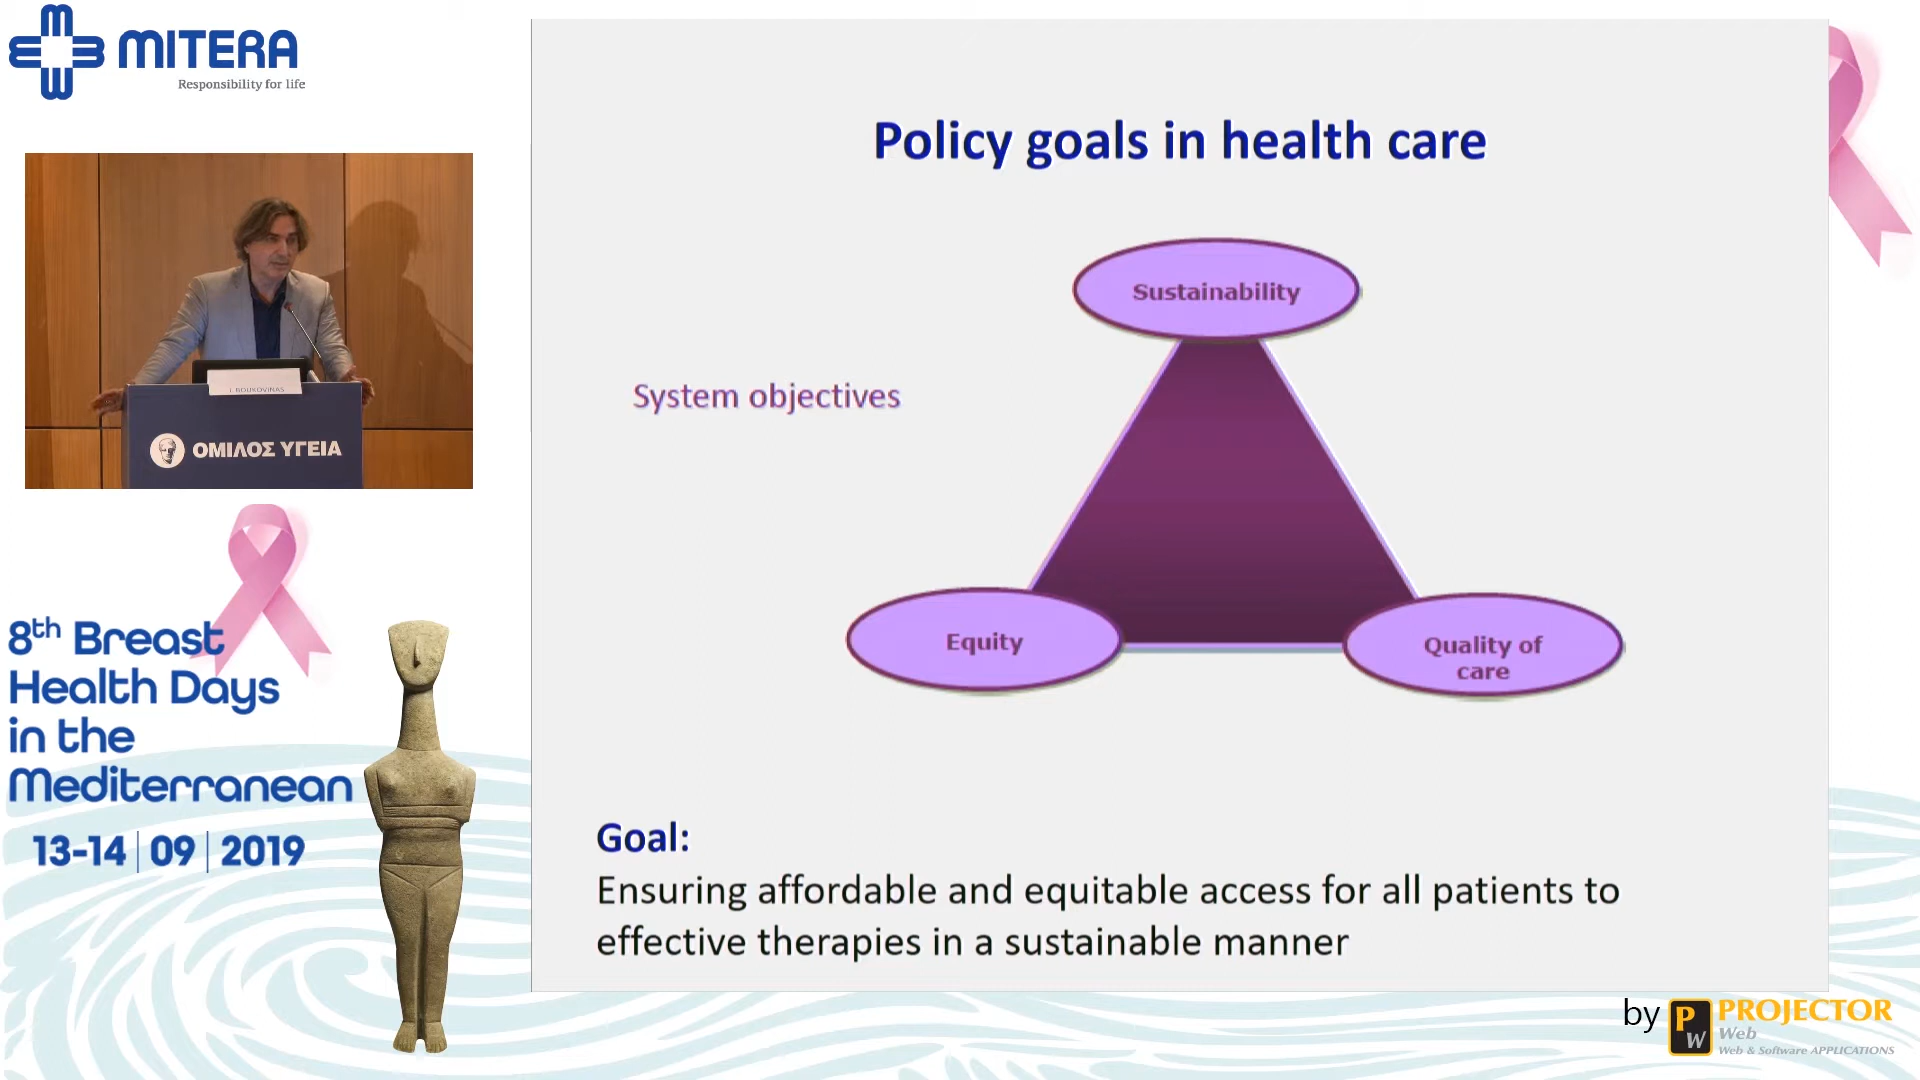 MITERA
Responsibility for life
I. BOUKOVINAS
ΟΜΙΛΟΣ ΥΓΕΙΑ
8th Breast
Health Days
in the
Mediterranean
13-14 | 09 | 2019
Policy goals in health care
Sustainability
System objectives
Equity
Quality of
care
Goal:
Ensuring affordable and equitable access for all patients to
effective therapies in a sustainable manner
by PW PROJECTOR
Web
Web & Software APPLICATIONS